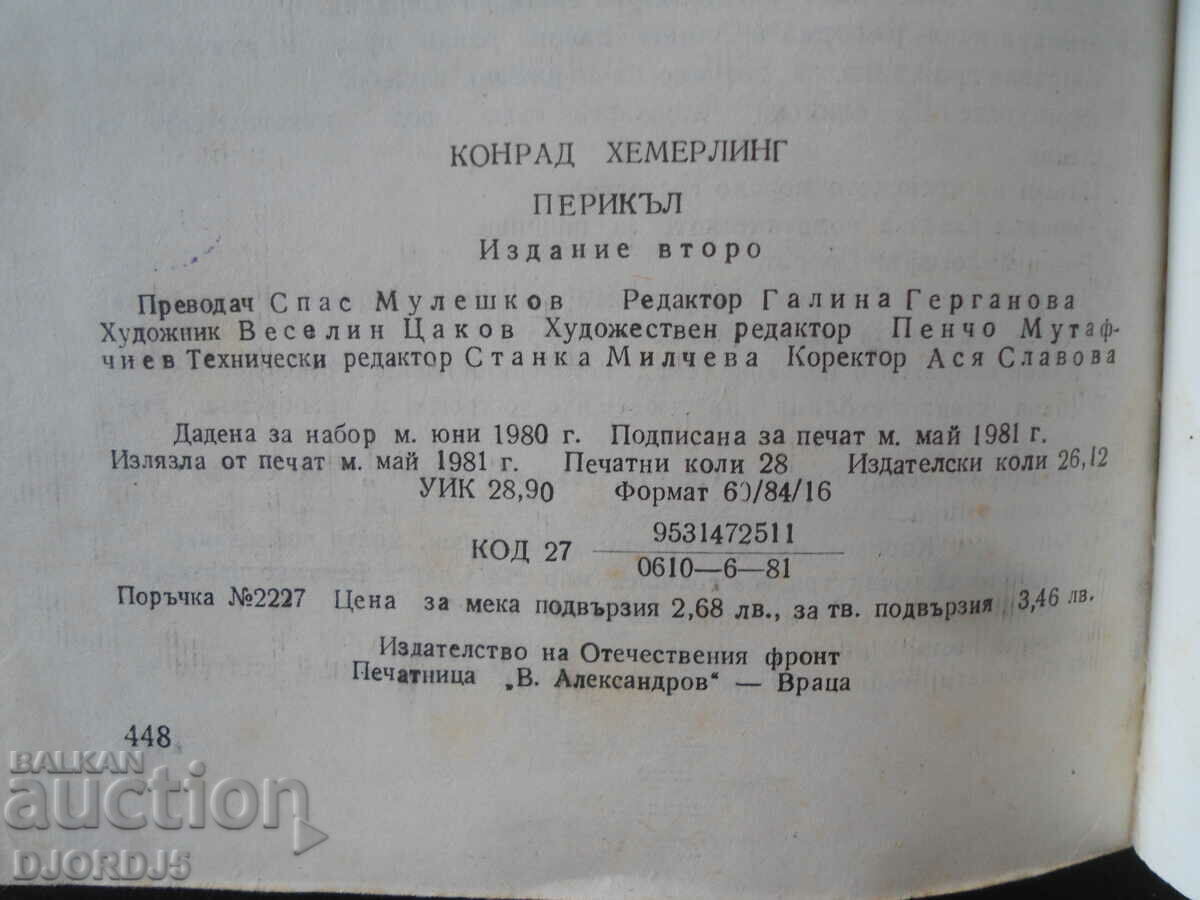 КОНРАД ХЕМЕРЛИНГ
ПЕРИКЪЛ
Издание второ
Преводач Спас Мулешков Редактор Галина Герганова
Художник Веселин Цаков Художествен редактор Пенчо Мутаф-
чиев Технически редактор Станка Милчева Коректор Ася Славова
Дадена за набор м. юни 1980 г. Подписана за печат м. май 1981 г.
Излязла от печат м. май 1981 г. Печатни коли 28 Издателски коли 26,12
УИК 28,90 Формат 60/84/16
КОД 27 9531472511
0610—6—81
Поръчка №2227 Цена за мека подвързия 2,68 лв., за тв. подвързия 3,46 лв.
Издателство на Отечествения фронт
Печатница „В. Александров" — Враца
448
BALKAN
auction
DJORDJ5